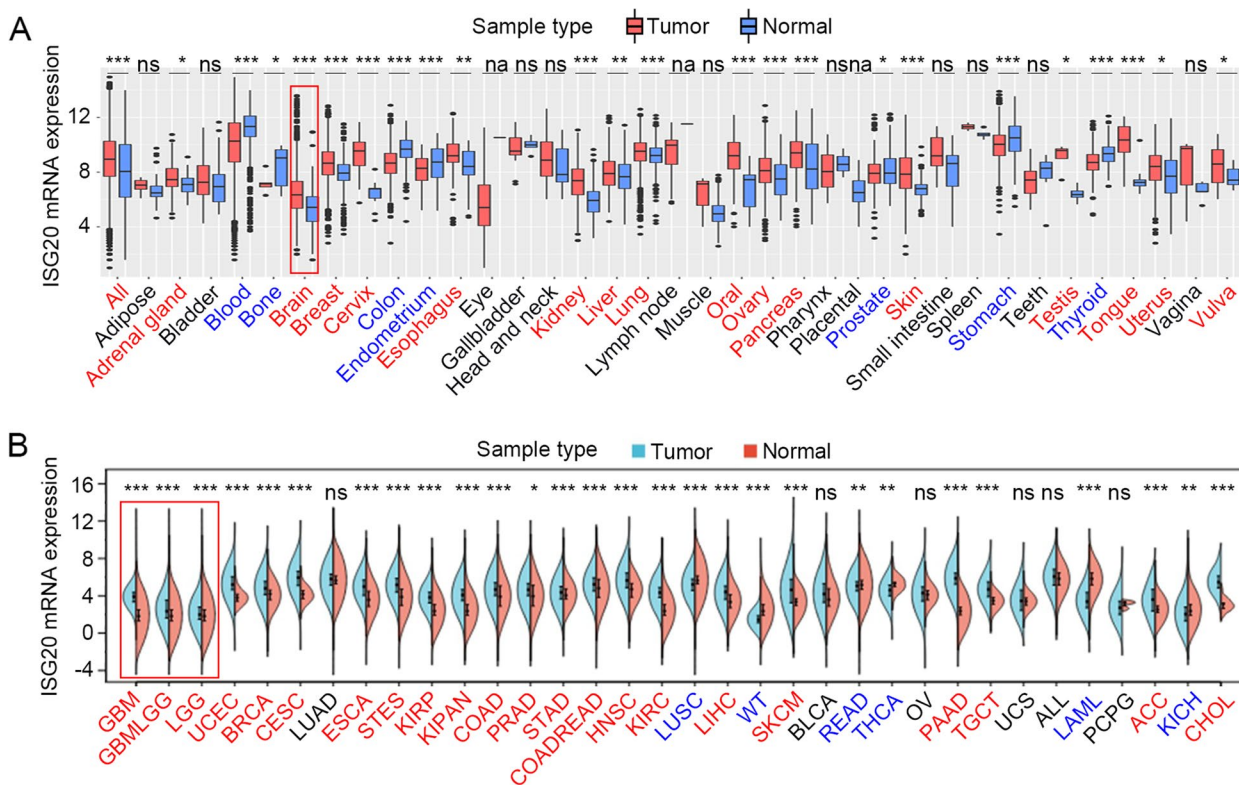 A
Sample type Tumor Normal
*** ns * ns *** * *** *** *** *** *** ** na ns ns *** ** *** na ns *** *** *** ns na * *** ns ns *** ns * *** *** * ns *
ISG20 mRNA expression
12
8
4
All
Adipose
Adrenal gland
Bladder
Blood
Bone
Brain
Breast
Cervix
Colon
Endometrium
Esophagus
Eye
Gallbladder
Head and neck
Kidney
Liver
Lung
Lymph node
Muscle
Oral
Ovary
Pancreas
Pharynx
Placental
Prostate
Skin
Small intestine
Spleen
Stomach
Teeth
Testis
Thyroid
Tongue
Uterus
Vagina
Vulva
B
Sample type Tumor Normal
*** *** *** *** *** *** ns *** *** *** *** *** * *** *** *** *** *** *** *** *** ns ** ** ns *** *** ns ns *** ns *** ** ***
ISG20 mRNA expression
16
12
8
4
0
-4
GBM
GBMLGG
LGG
UCEC
BRCA
CESC
LUAD
ESCA
STES
KIRP
KIPAN
COAD
PRAD
STAD
COADREAD
HNSC
KIRC
LUSC
LIHC
WT
SKCM
BLCA
READ
THCA
OV
PAAD
TGCT
UCS
ALL
LAML
PCPG
ACC
KICH
CHOL